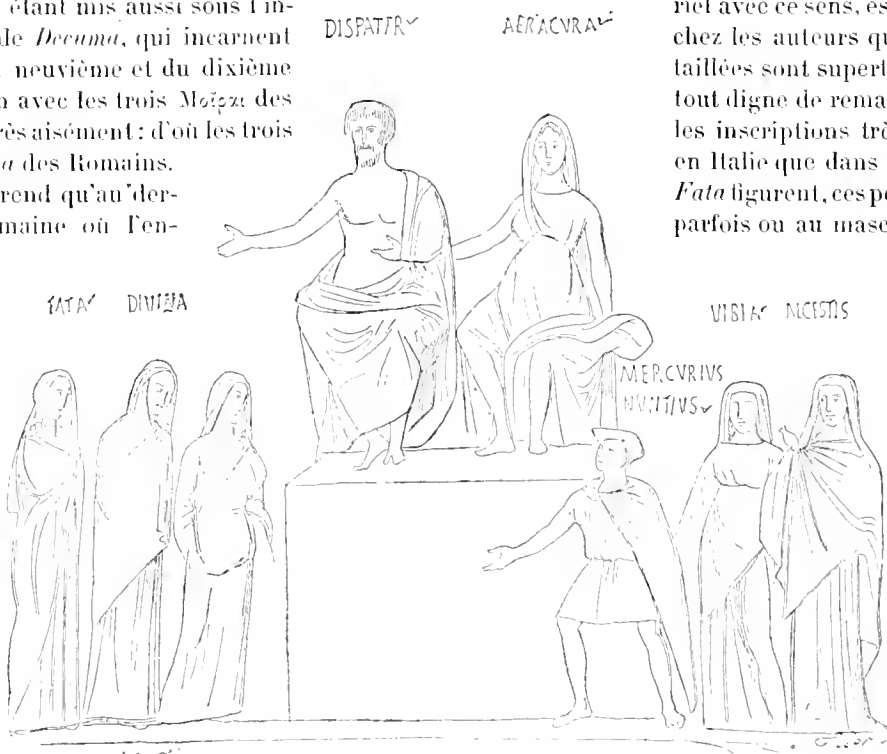 étant mis aussi sous l'in-
Decuma, qui incarnent
neuvième et du dixième
avec les trois Μοῖραι des
rès aisément : d'où les trois
a des Romains.
rend qu'au der-
maine où l'en-
DISPATER
AERACVRA
riel avec ce sens, es
chez les auteurs qu
taillées sont superf
tout digne de rema
les inscriptions trè
en Italie que dans
Fata figurent, ces pe
parfois ou au masc
FATA DIVINA
MERCVRIVS
NVNTIVS
VIBIA ALCESTIS